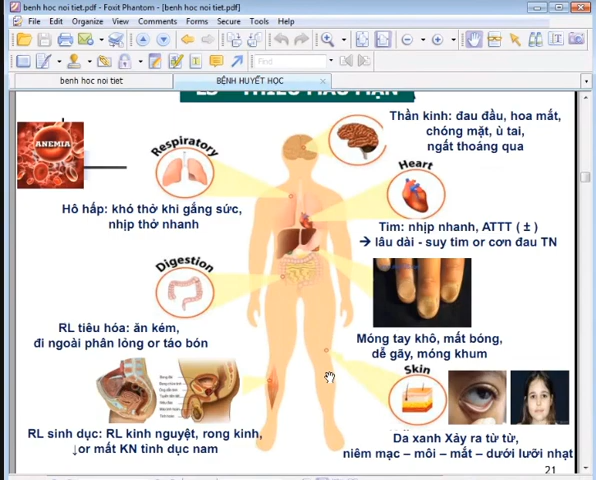 benh hoc noi tiet.pdf - Foxit Phantom - [benh hoc noi tiet.pdf]
File Edit Organize View Comments Forms Secure Tools Help
Find
benh hoc noi tiet
BỆNH HUYẾT HỌC
ANEMIA
Respiratory
Hô hấp: khó thở khi gắng sức,
nhịp thở nhanh
Digestion
RL tiêu hóa: ăn kém,
đi ngoài phân lỏng or táo bón
RL sinh dục: RL kinh nguyệt, rong kinh,
↓or mất KN tình dục nam
Thần kinh: đau đầu, hoa mắt,
chóng mặt, ù tai,
ngất thoáng qua
Heart
Tim: nhịp nhanh, ATTT ( ± )
→ lâu dài - suy tim or cơn đau TN
Móng tay khô, mất bóng,
dễ gãy, móng khum
Skin
Da xanh Xảy ra từ từ,
niêm mạc – môi - mắt – dưới lưỡi nhạt
21